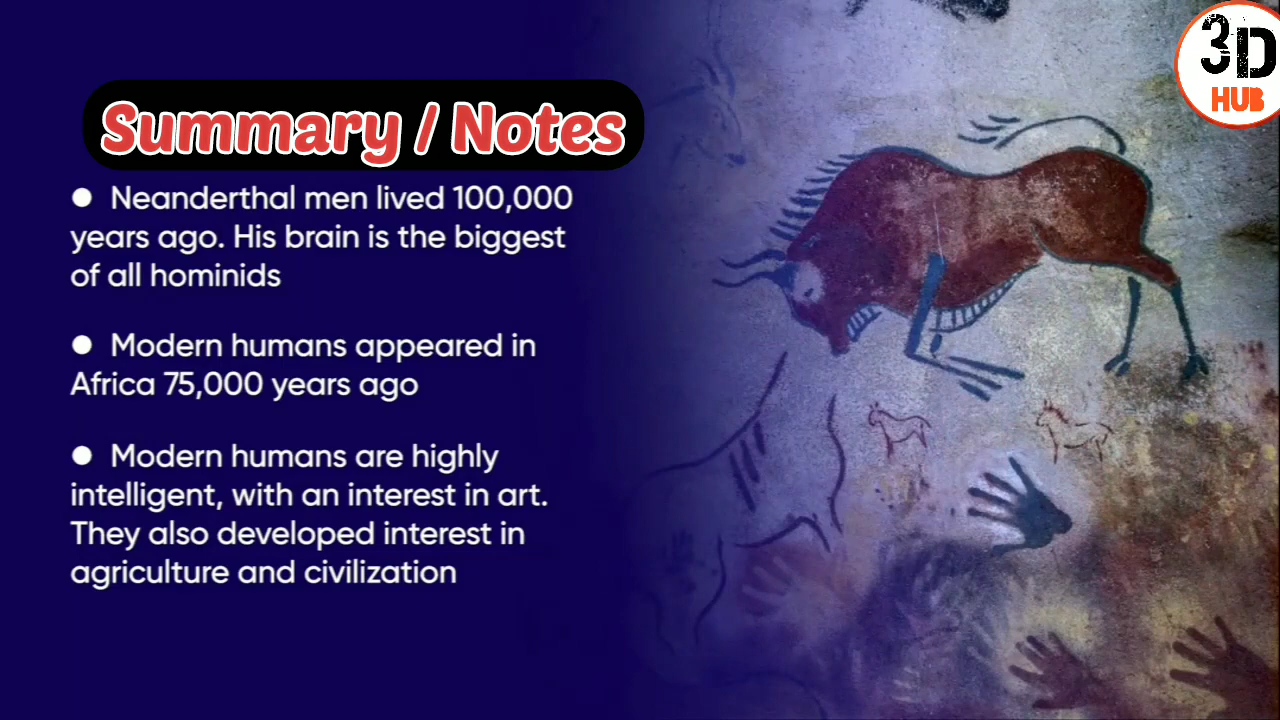 3D
HUB
Summary / Notes
● Neanderthal men lived 100,000
years ago. His brain is the biggest
of all hominids
● Modern humans appeared in
Africa 75,000 years ago
● Modern humans are highly
intelligent, with an interest in art.
They also developed interest in
agriculture and civilization